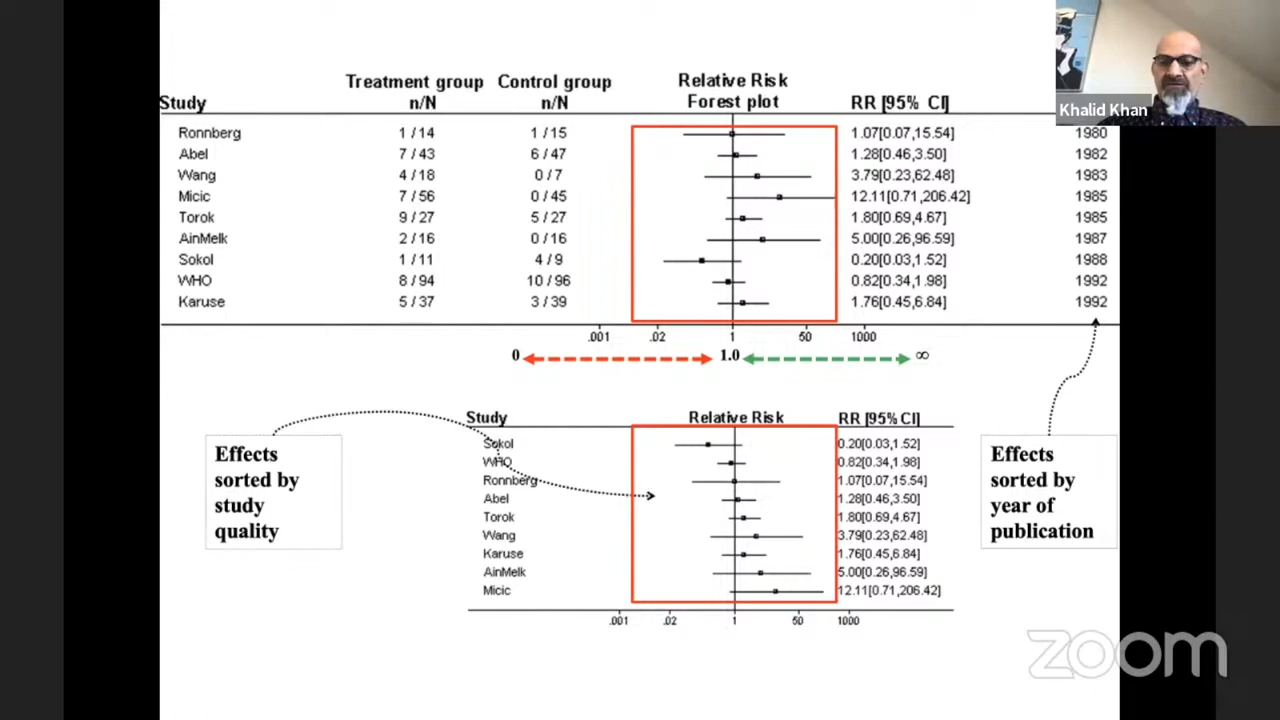 Khalid Khan
Treatment group Control group Relative Risk
Study n/N n/N Forest plot RR [95% CI]
Ronnberg 1 / 14 1 / 15 1.07[0.07,15.54] 1980
Abel 7 / 43 6 / 47 1.28[0.46,3.50] 1982
Wang 4 / 18 0 / 7 3.79[0.23,62.48] 1983
Micic 7 / 56 0 / 45 12.11[0.71,206.42] 1985
Torok 9 / 27 5 / 27 1.80[0.69,4.67] 1985
AinMelk 2 / 16 0 / 16 5.00[0.26,96.59] 1987
Sokol 1 / 11 4 / 9 0.20[0.03,1.52] 1988
WHO 8 / 94 10 / 96 0.82[0.34,1.98] 1992
Karuse 5 / 37 3 / 39 1.76[0.45,6.84] 1992
.001 .02 1 50 1000
0 1.0 ∞
Study Relative Risk RR [95% CI]
Sokol 0.20[0.03,1.52]
WHO 0.82[0.34,1.98]
Ronnberg 1.07[0.07,15.54]
Abel 1.28[0.46,3.50]
Torok 1.80[0.69,4.67]
Wang 3.79[0.23,62.48]
Karuse 1.76[0.45,6.84]
AinMelk 5.00[0.26,96.59]
Micic 12.11[0.71,206.42]
.001 .02 1 50 1000
Effects
sorted by
study
quality
Effects
sorted by
year of
publication
zoom